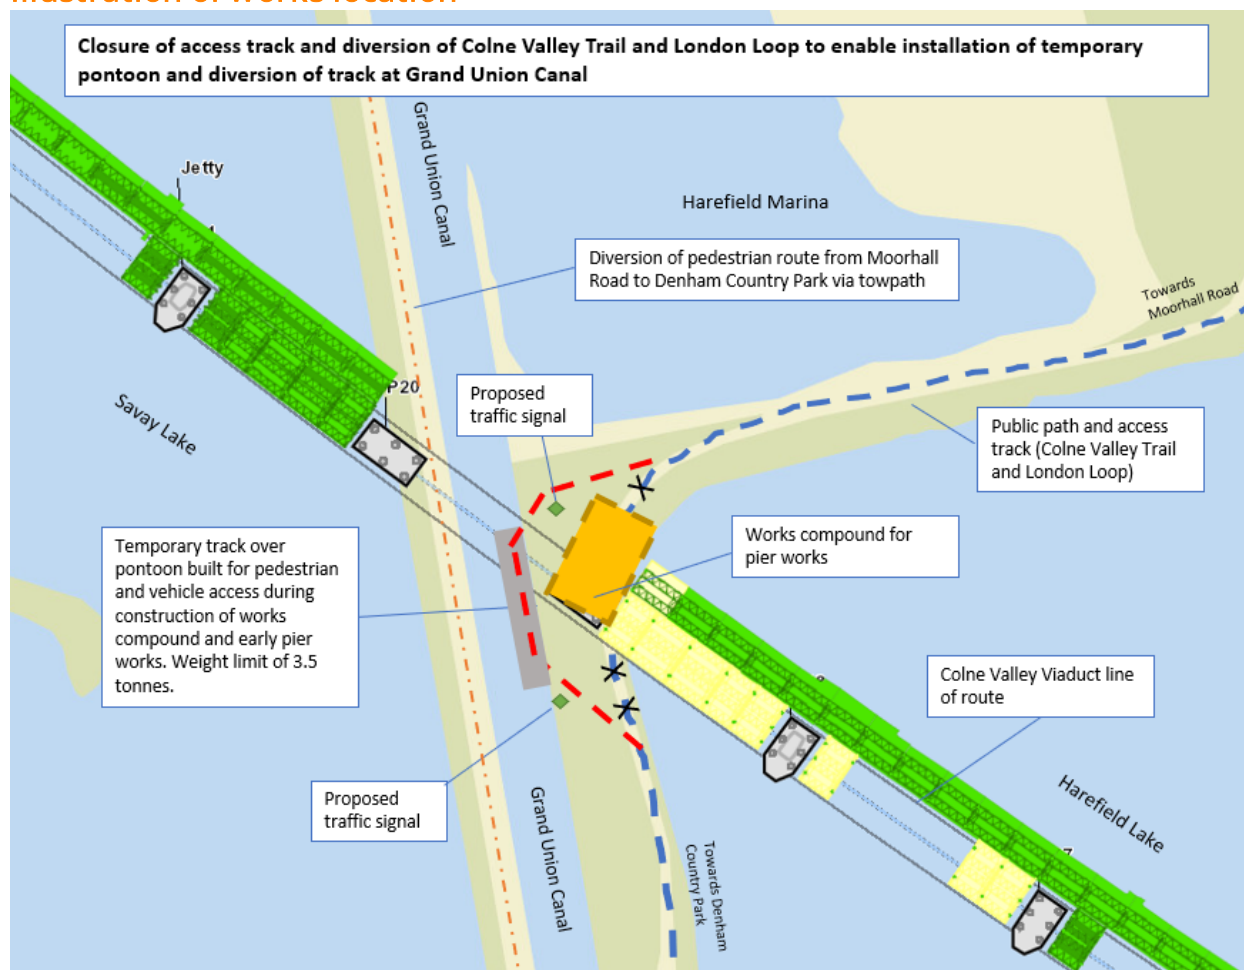 Illustration of works location
Closure of access track and diversion of Colne Valley Trail and London Loop to enable installation of temporary
pontoon and diversion of track at Grand Union Canal
Grand Union Canal
Jetty
Harefield Marina
Diversion of pedestrian route from Moorhall
Road to Denham Country Park via towpath
Towards
Moorhall Road
P20
Proposed
traffic signal
Savay Lake
Public path and access
track (Colne Valley Trail
and London Loop)
Works compound for
pier works
Temporary track over
pontoon built for pedestrian
and vehicle access during
construction of works
compound and early pier
works. Weight limit of 3.5
tonnes.
Colne Valley Viaduct line
of route
Proposed
traffic signal
Harefield Lake
Grand Union Canal
Towards Denham
Country Park